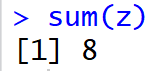 > sum(z)
[1] 8